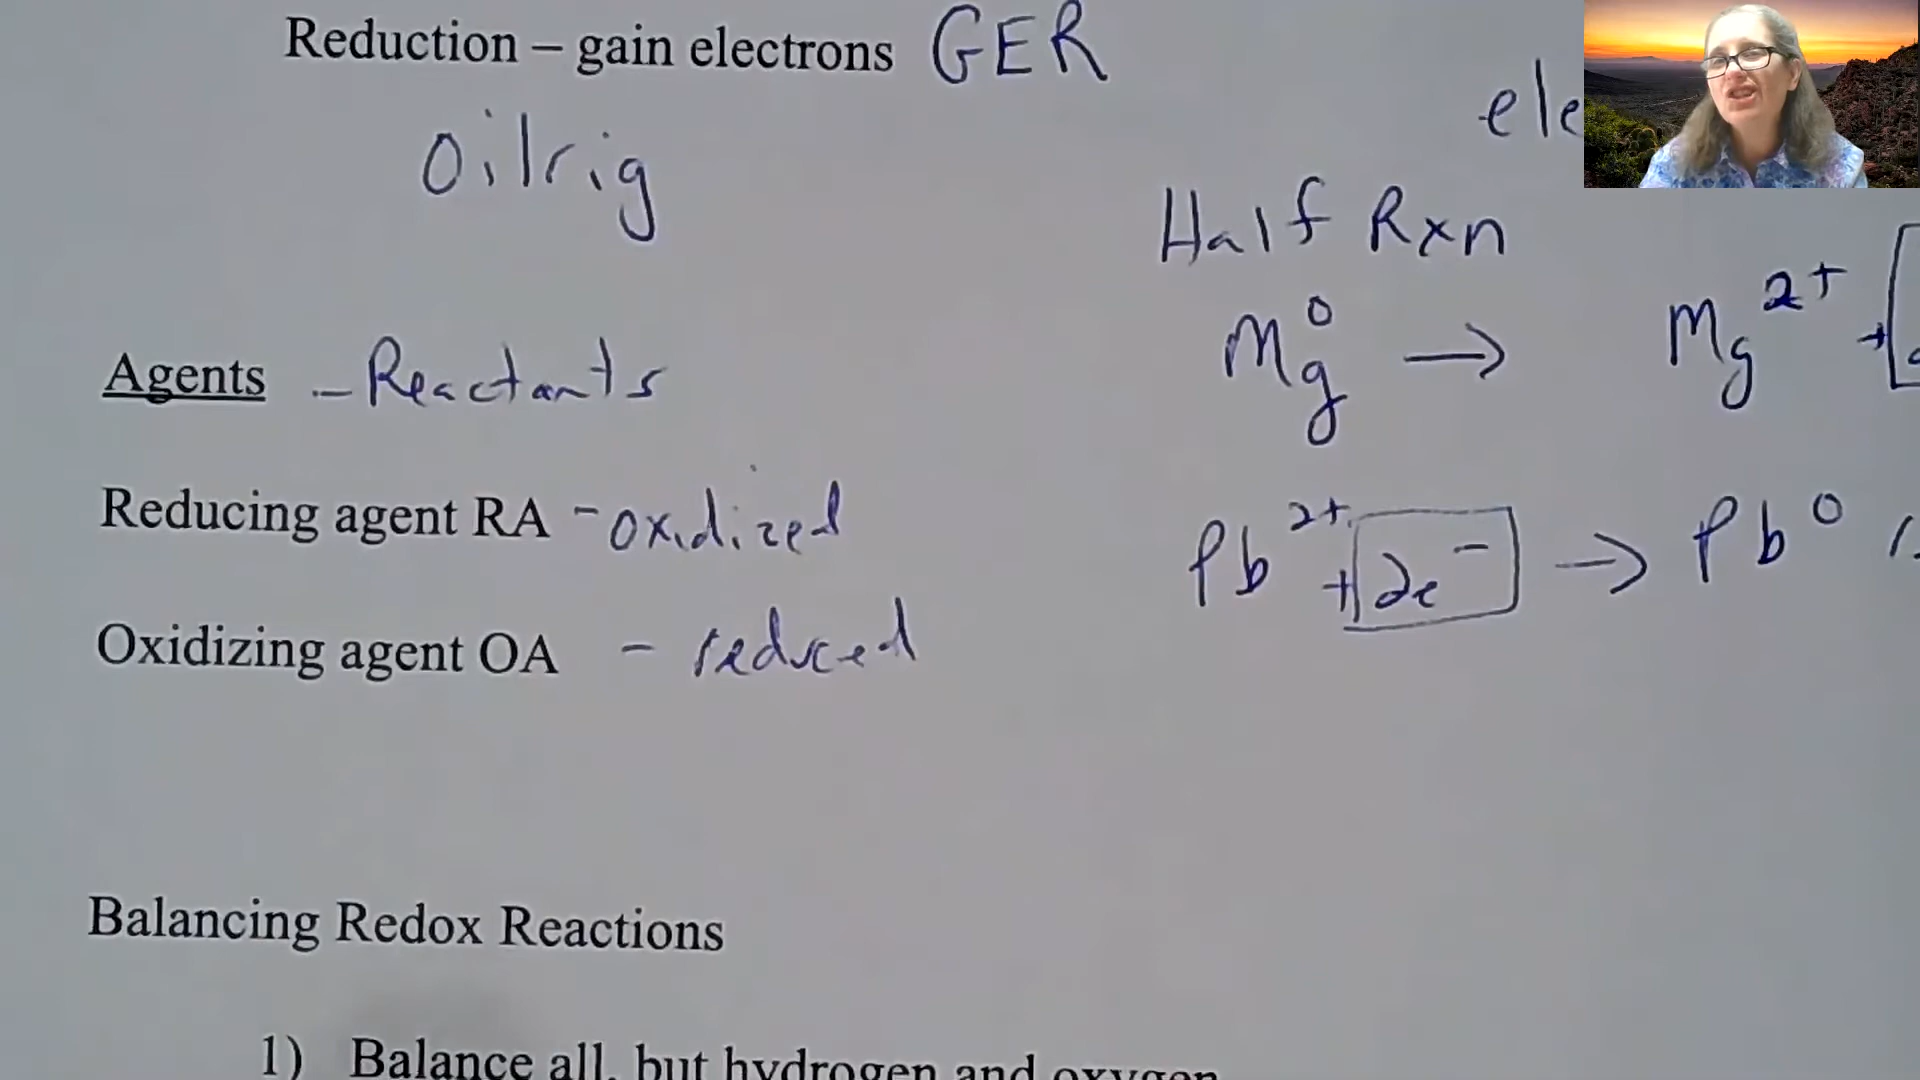 Reduction – gain electrons GER
oilrig
Half Rxn
Mg⁰ → Mg²⁺ +
Agents – Reactants
Reducing agent RA - oxidized
Pb²⁺ + 2e⁻ → Pb⁰
Oxidizing agent OA - reduced
Balancing Redox Reactions
1) Balance all, but hydrogen and oxygen